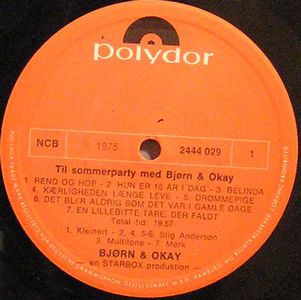 polydor
NCB
℗ 1975
2444 029
1
Til sommerparty med Bjørn & Okay
1. REND OG HOP - 2. HUN ER 16 ÅR I DAG - 3. BELINDA
4. KÆRLIGHEDEN LÆNGE LEVE - 5. DRØMMEPIGE
6. DET BLI'R ALDRIG SOM DET VAR I GAMLE DAGE
7. EN LILLEBITTE TÅRE, DER FALDT
Total tid: 19.57
1. Kleinert - 2, 4, 5-6. Stig Anderson
3. Multitone - 7. Mark
BJØRN & OKAY
— en STARBOX produktion —